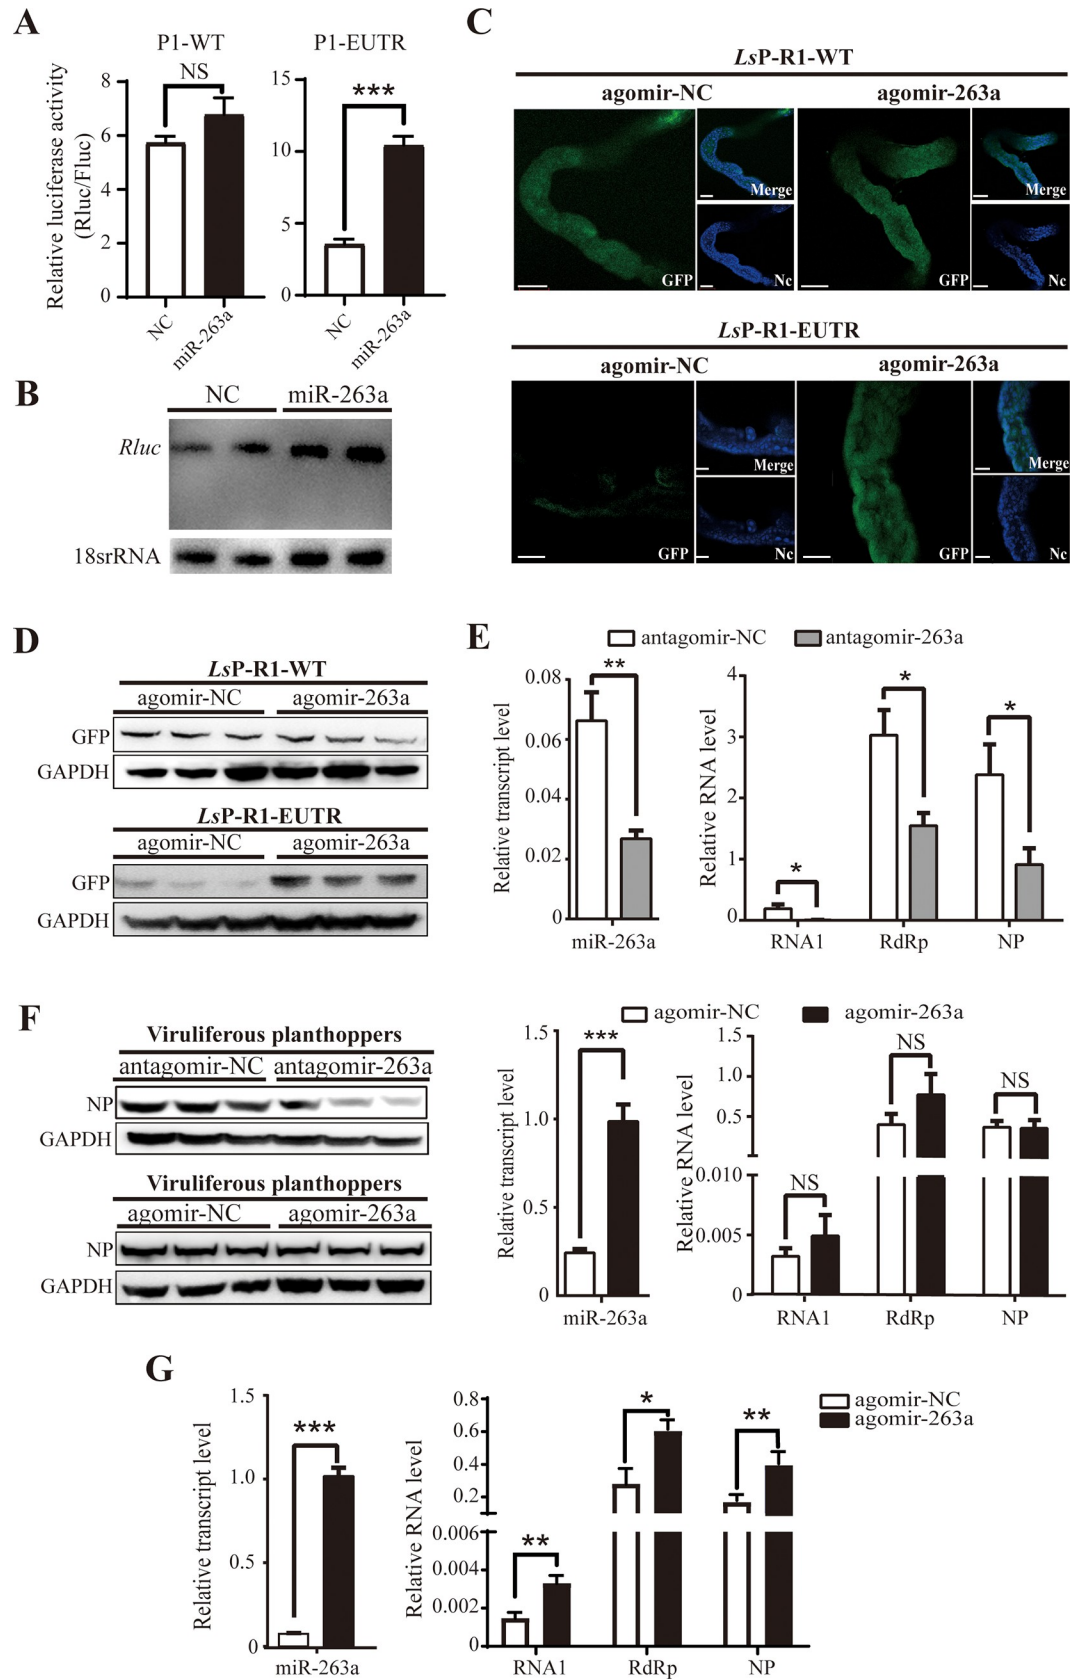 A
P1-WT
P1-EUTR
Relative luciferase activity
(Rluc/Fluc)
8
6
4
2
0
NS
NC
miR-263a
15
10
5
0
***
NC
miR-263a
B
NC
miR-263a
Rluc
18srRNA
C
LsP-R1-WT
agomir-NC
agomir-263a
GFP
Merge
Nc
GFP
Merge
Nc
LsP-R1-EUTR
agomir-NC
agomir-263a
GFP
Merge
Nc
GFP
Merge
Nc
D
LsP-R1-WT
agomir-NC
agomir-263a
GFP
GAPDH
LsP-R1-EUTR
agomir-NC
agomir-263a
GFP
GAPDH
E
antagomir-NC
antagomir-263a
Relative transcript level
0.08
0.06
0.04
0.02
0
**
miR-263a
Relative RNA level
4
3
2
1
0
*
*
*
RNA1
RdRp
NP
agomir-NC
agomir-263a
Relative transcript level
1.5
1.0
0.5
0
***
miR-263a
Relative RNA level
1.5
1.0
0.5
0.010
0.005
0
NS
NS
NS
RNA1
RdRp
NP
F
Viruliferous planthoppers
antagomir-NC
antagomir-263a
NP
GAPDH
Viruliferous planthoppers
agomir-NC
agomir-263a
NP
GAPDH
G
Relative transcript level
1.5
1.0
0.5
0
***
miR-263a
Relative RNA level
0.8
0.6
0.4
0.2
0.006
0.004
0.002
0
**
*
**
RNA1
RdRp
NP
agomir-NC
agomir-263a